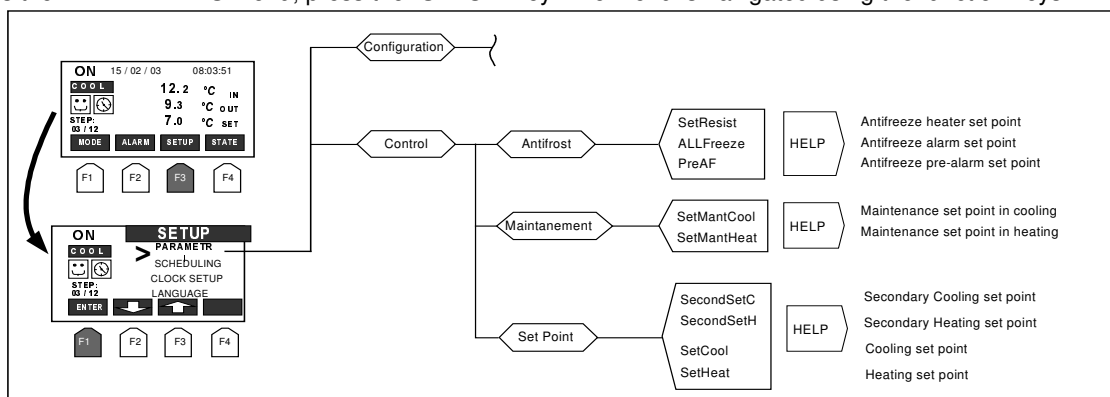 Configuration
ON 15 / 02 / 03 08:03:51
COOL 12.2 °C IN
9.3 °C OUT
STEP: 7.0 °C SET
03 / 12
MODE ALARM SETUP STATE
F1 F2 F3 F4
ON SETUP
COOL > PARAMETR
SCHEDULING
CLOCK SETUP
STEP:
03 / 12
LANGUAGE
ENTER
F1 F2 F3 F4
Control
Antifrost
SetResist
ALLFreeze
PreAF
HELP
Antifreeze heater set point
Antifreeze alarm set point
Antifreeze pre-alarm set point
Maintanement
SetMantCool
SetMantHeat
HELP
Maintenance set point in cooling
Maintenance set point in heating
Set Point
SecondSetC
SecondSetH
SetCool
SetHeat
HELP
Secondary Cooling set point
Secondary Heating set point
Cooling set point
Heating set point